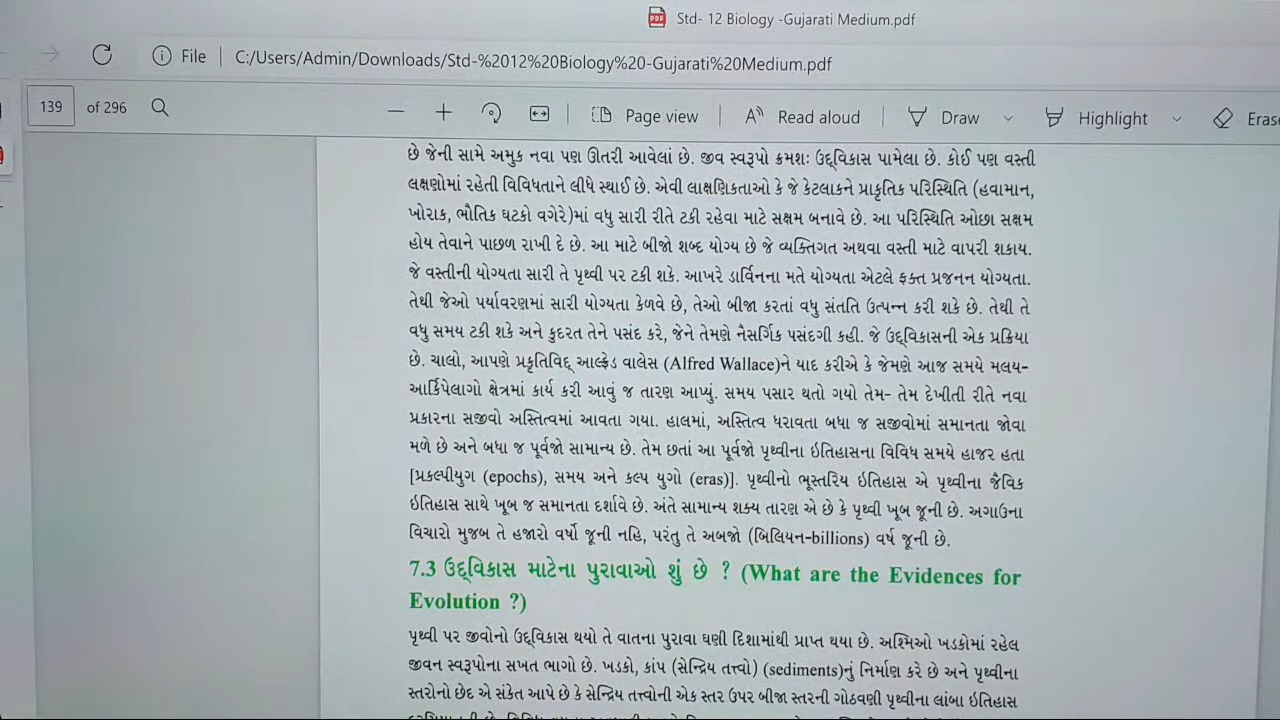 Std- 12 Biology -Gujarati Medium.pdf
File | C:/Users/Admin/Downloads/Std-%2012%20Biology%20-Gujarati%20Medium.pdf
139 of 296 Page view Read aloud Draw Highlight Eras
છે જેની સામે અમુક નવા પણ ઊતરી આવેલાં છે. જીવ સ્વરૂપો ક્રમશઃ ઉદ્‌વિકાસ પામેલા છે. કોઈ પણ વસ્તી
લક્ષણોમાં રહેતી વિવિધતાને લીધે સ્થાઈ છે. એવી લાક્ષણિકતાઓ કે જે કેટલાકને પ્રાકૃતિક પરિસ્થિતિ (હવામાન,
ખોરાક, ભૌતિક ઘટકો વગેરે)માં વધુ સારી રીતે ટકી રહેવા માટે સક્ષમ બનાવે છે. આ પરિસ્થિતિ ઓછા સક્ષમ
હોય તેવાને પાછળ રાખી દે છે. આ માટે બીજો શબ્દ યોગ્ય છે જે વ્યક્તિગત અથવા વસ્તી માટે વાપરી શકાય.
જે વસ્તીની યોગ્યતા સારી તે પૃથ્વી પર ટકી શકે. આખરે ડાર્વિનના મતે યોગ્યતા એટલે ફક્ત પ્રજનન યોગ્યતા.
તેથી જેઓ પર્યાવરણમાં સારી યોગ્યતા કેળવે છે, તેઓ બીજા કરતાં વધુ સંતતિ ઉત્પન્ન કરી શકે છે. તેથી તે
વધુ સમય ટકી શકે અને કુદરત તેને પસંદ કરે, જેને તેમણે નૈસર્ગિક પસંદગી કહી. જે ઉદ્‌વિકાસની એક પ્રક્રિયા
છે. ચાલો, આપણે પ્રકૃતિવિદ્ આલ્ફ્રેડ વાલેસ (Alfred Wallace)ને યાદ કરીએ કે જેમણે આજ સમયે મલય-
આર્કિપેલાગો ક્ષેત્રમાં કાર્ય કરી આવું જ તારણ આપ્યું. સમય પસાર થતો ગયો તેમ- તેમ દેખીતી રીતે નવા
પ્રકારના સજીવો અસ્તિત્વમાં આવતા ગયા. હાલમાં, અસ્તિત્વ ધરાવતા બધા જ સજીવોમાં સમાનતા જોવા
મળે છે અને બધા જ પૂર્વજો સામાન્ય છે. તેમ છતાં આ પૂર્વજો પૃથ્વીના ઇતિહાસના વિવિધ સમયે હાજર હતા
[પ્રકલ્પીયુગ (epochs), સમય અને કલ્પ યુગો (eras)]. પૃથ્વીનો ભૂસ્તરિય ઇતિહાસ એ પૃથ્વીના જૈવિક
ઇતિહાસ સાથે ખૂબ જ સમાનતા દર્શાવે છે. અંતે સામાન્ય શક્ય તારણ એ છે કે પૃથ્વી ખૂબ જૂની છે. અગાઉના
વિચારો મુજબ તે હજારો વર્ષો જૂની નહિ, પરંતુ તે અબજો (બિલિયન-billions) વર્ષ જૂની છે.
7.3 ઉદ્‌વિકાસ માટેના પુરાવાઓ શું છે ? (What are the Evidences for
Evolution ?)
પૃથ્વી પર જીવોનો ઉદ્‌વિકાસ થયો તે વાતના પુરાવા ઘણી દિશામાંથી પ્રાપ્ત થયા છે. અશ્મિઓ ખડકોમાં રહેલ
જીવન સ્વરૂપોના સખત ભાગો છે. ખડકો, કાંપ (સેન્દ્રિય તત્ત્વો) (sediments)નું નિર્માણ કરે છે અને પૃથ્વીના
સ્તરોનો છેદ એ સંકેત આપે છે કે સેન્દ્રિય તત્ત્વોની એક સ્તર ઉપર બીજા સ્તરની ગોઠવણી પૃથ્વીના લાંબા ઇતિહાસ